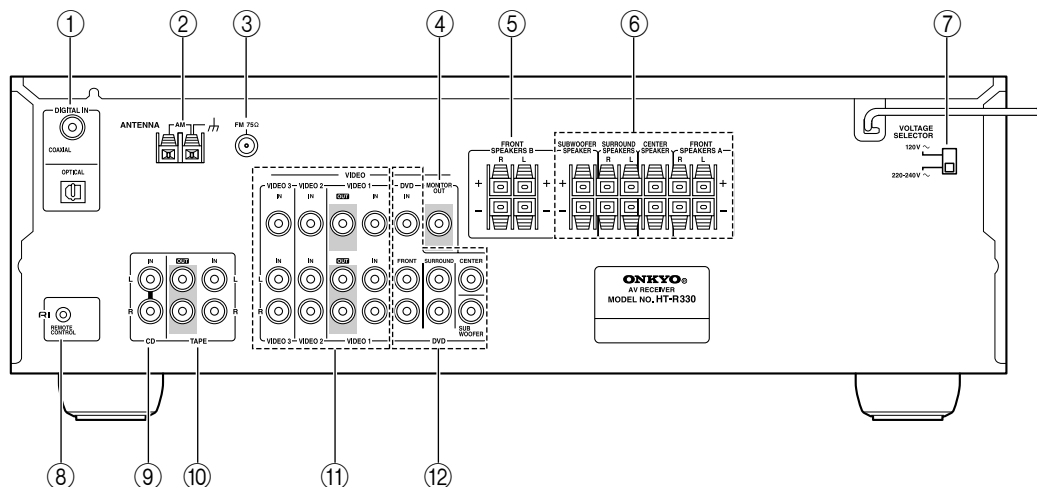 ① ② ③ ④ ⑤ ⑥ ⑦
DIGITAL IN
COAXIAL
OPTICAL
ANTENNA
AM
FM 75Ω
VIDEO
VIDEO 3 VIDEO 2 VIDEO 1 DVD MONITOR OUT
IN IN OUT IN IN
IN IN OUT IN FRONT SURROUND CENTER
L
R
SUB WOOFER
VIDEO 3 VIDEO 2 VIDEO 1 DVD
FRONT SPEAKERS B
R L
+ +
− −
SUBWOOFER SPEAKER SURROUND SPEAKERS CENTER SPEAKER FRONT SPEAKERS A
R L R L
+ +
− −
VOLTAGE SELECTOR
120V ~
220-240V ~
ONKYO®
AV RECEIVER
MODEL NO. HT-R330
RI
REMOTE CONTROL
IN OUT IN
L L
R R
CD TAPE
⑧ ⑨ ⑩ ⑪ ⑫